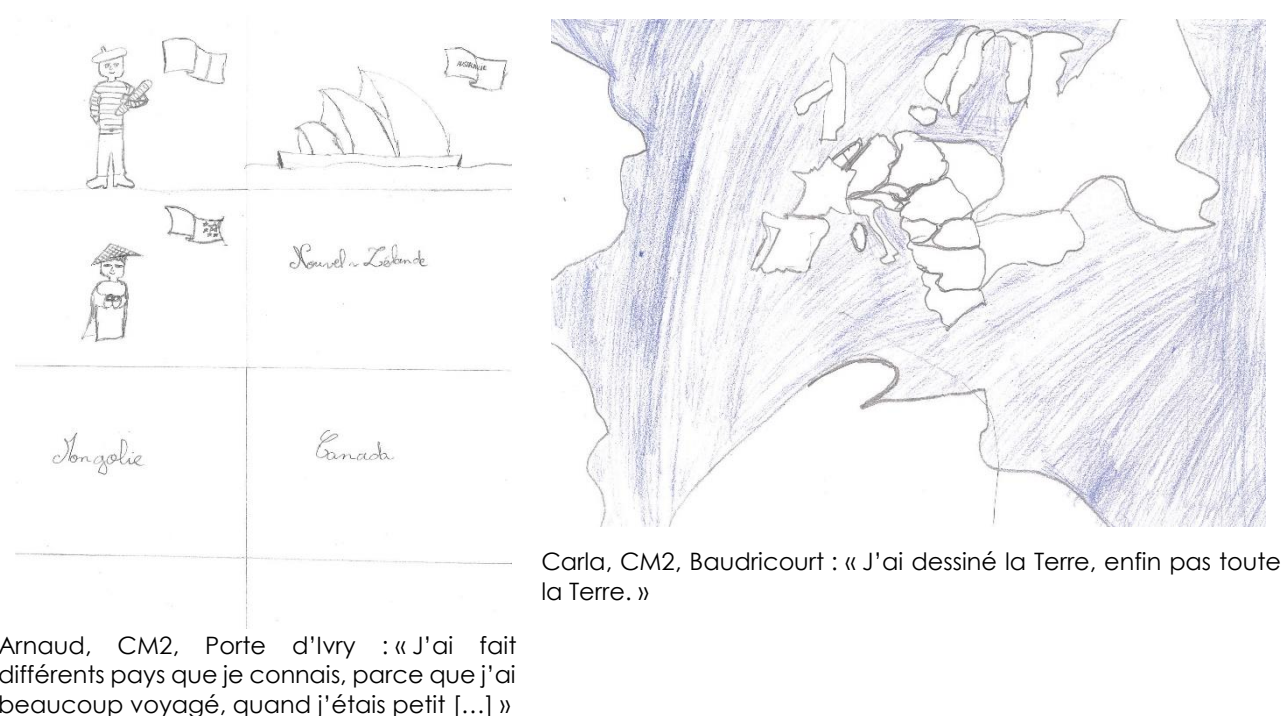 AUSTRALIE
Nouvel-Zélande
Mongolie
Canada
Carla, CM2, Baudricourt : « J'ai dessiné la Terre, enfin pas toute
la Terre. »
Arnaud, CM2, Porte d'Ivry : « J'ai fait
différents pays que je connais, parce que j'ai
beaucoup voyagé, quand j'étais petit [...] »